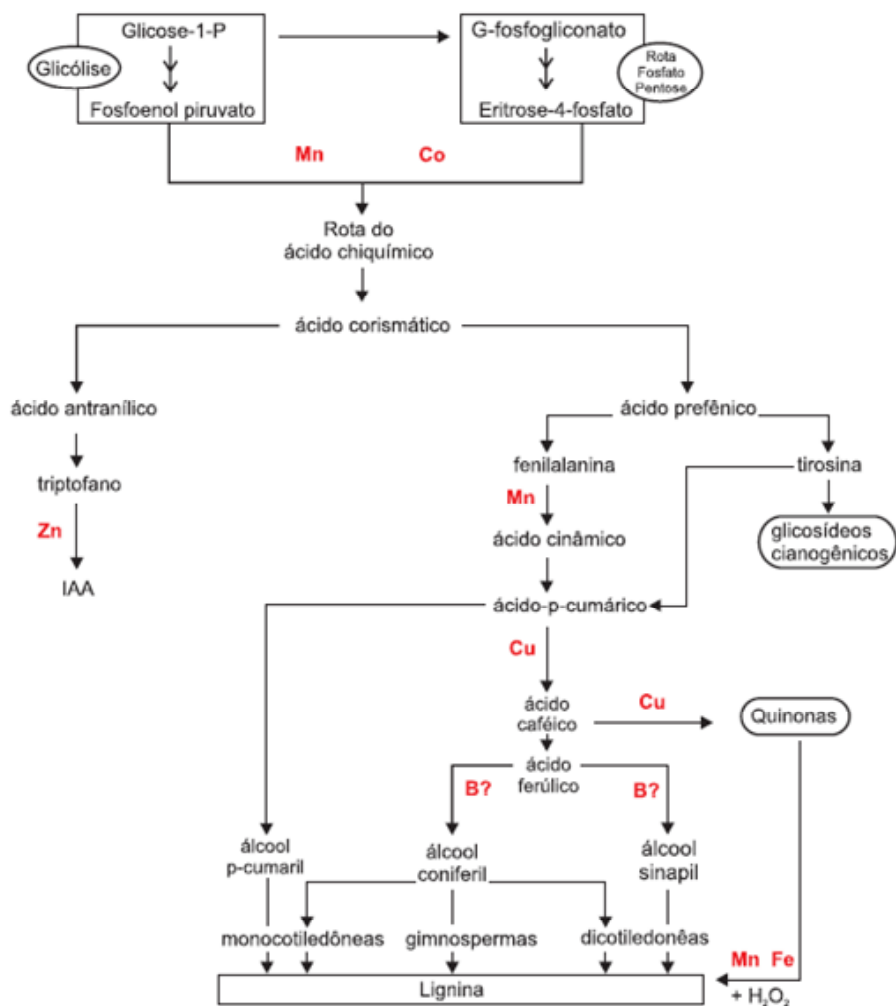 Glicose-1-P
G-fosfogliconato
Glicólise
Rota
Fosfato
Pentose
Fosfoenol piruvato
Eritrose-4-fosfato
Mn
Co
Rota do
ácido chiquímico
ácido corismático
ácido antranílico
ácido prefênico
triptofano
fenilalanina
tirosina
Zn
Mn
glicosídeos
cianogênicos
ácido cinâmico
IAA
ácido-p-cumárico
Cu
ácido
caféico
Cu
Quinonas
ácido
ferúlico
B?
B?
álcool
p-cumaril
álcool
coniferil
álcool
sinapil
monocotiledôneas
gimnospermas
dicotiledonêas
Mn Fe
Lignina
+ H₂O₂